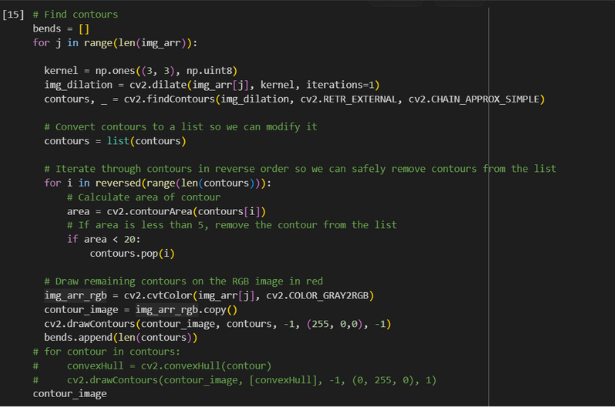 [15] # Find contours
bends = []
for j in range(len(img_arr)):
  kernel = np.ones((3, 3), np.uint8)
  img_dilation = cv2.dilate(img_arr[j], kernel, iterations=1)
  contours, _ = cv2.findContours(img_dilation, cv2.RETR_EXTERNAL, cv2.CHAIN_APPROX_SIMPLE)
  # Convert contours to a list so we can modify it
  contours = list(contours)
  # Iterate through contours in reverse order so we can safely remove contours from the list
  for i in reversed(range(len(contours))):
      # Calculate area of contour
      area = cv2.contourArea(contours[i])
      # If area is less than 5, remove the contour from the list
      if area < 20:
          contours.pop(i)
  # Draw remaining contours on the RGB image in red
  img_arr_rgb = cv2.cvtColor(img_arr[j], cv2.COLOR_GRAY2RGB)
  contour_image = img_arr_rgb.copy()
  cv2.drawContours(contour_image, contours, -1, (255, 0,0), -1)
  bends.append(len(contours))
# for contour in contours:
#     convexHull = cv2.convexHull(contour)
#     cv2.drawContours(contour_image, [convexHull], -1, (0, 255, 0), 1)
contour_image